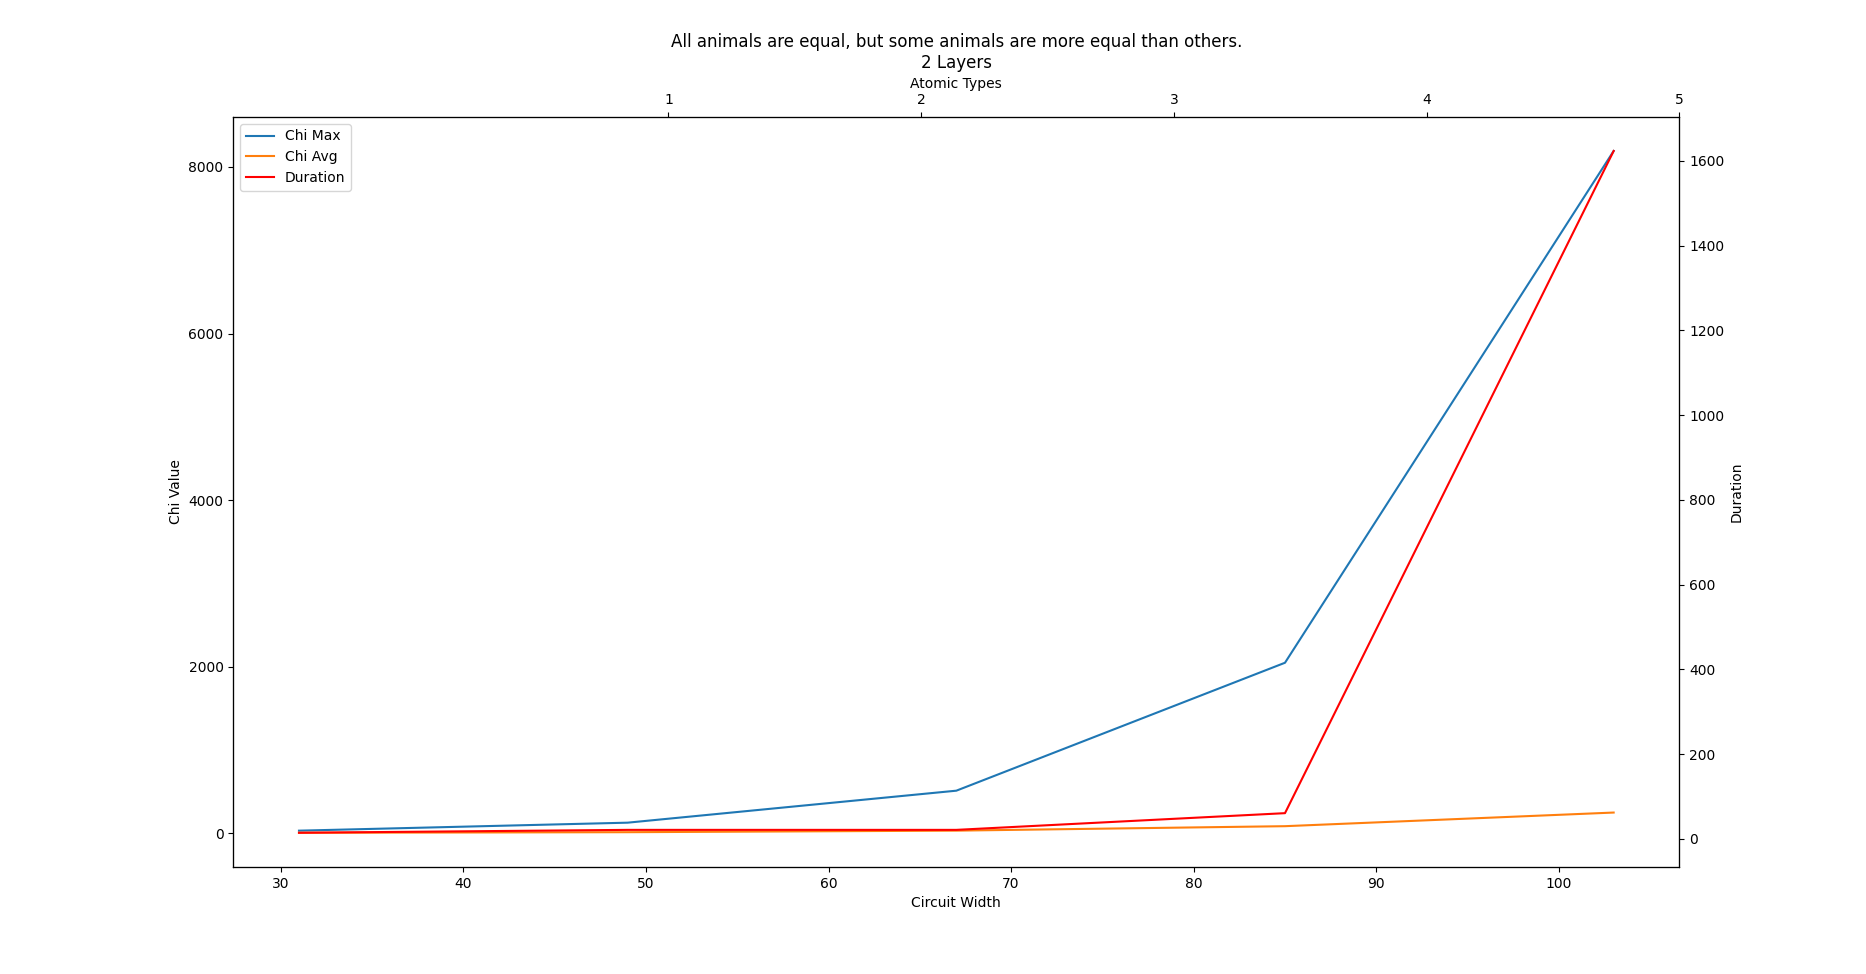 All animals are equal, but some animals are more equal than others.
2 Layers
Atomic Types
1 2 3 4 5
Chi Max
Chi Avg
Duration
8000
6000
4000
2000
0
Chi Value
1600
1400
1200
1000
800
600
400
200
0
Duration
30 40 50 60 70 80 90 100
Circuit Width